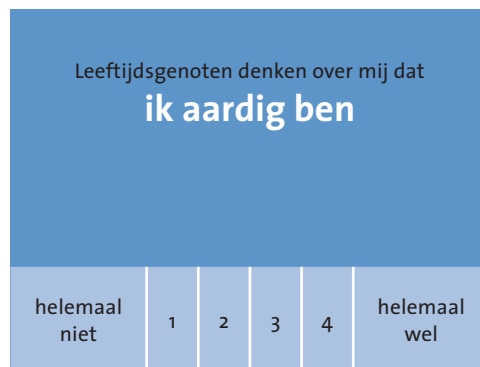 Leeftijdsgenoten denken over mij dat
ik aardig ben
helemaal
niet
1
2
3
4
helemaal
wel